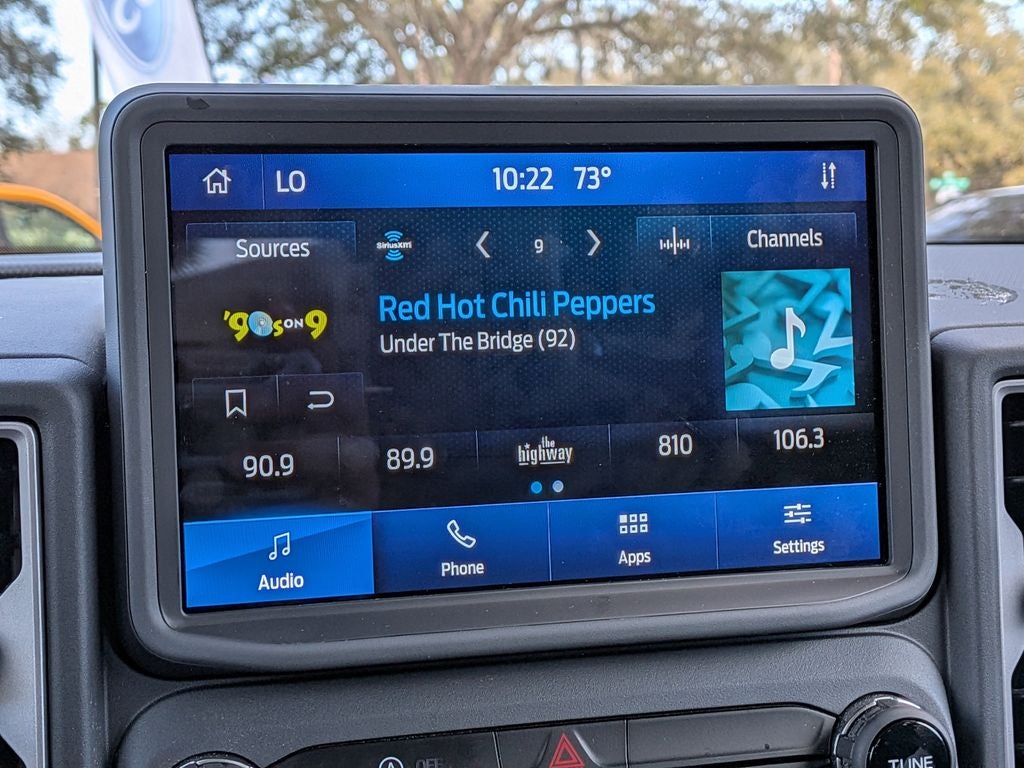 LO 10:22 73°
Sources SiriusXM 9 Channels
'90s ON 9
Red Hot Chili Peppers
Under The Bridge (92)
90.9 89.9 the highway 810 106.3
Audio Phone Apps Settings
A OFF
TUNE